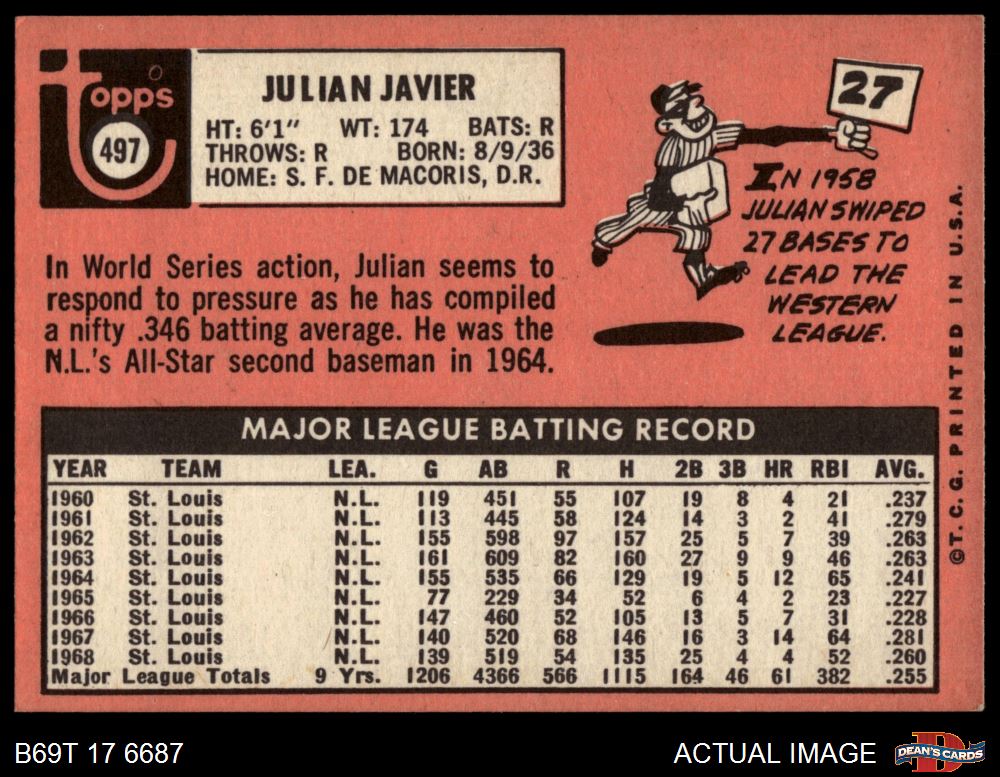 Topps
497
JULIAN JAVIER
HT: 6'1" WT: 174 BATS: R
THROWS: R BORN: 8/9/36
HOME: S. F. DE MACORIS, D.R.
27
IN 1958
JULIAN SWIPED
27 BASES TO
LEAD THE
WESTERN
LEAGUE.
In World Series action, Julian seems to
respond to pressure as he has compiled
a nifty .346 batting average. He was the
N.L.'s All-Star second baseman in 1964.
MAJOR LEAGUE BATTING RECORD
YEAR TEAM LEA. G AB R H 2B 3B HR RBI AVG.
1960 St. Louis N.L. 119 451 55 107 19 8 4 21 .237
1961 St. Louis N.L. 113 445 58 124 14 3 2 41 .279
1962 St. Louis N.L. 155 598 97 157 25 5 7 39 .263
1963 St. Louis N.L. 161 609 82 160 27 9 9 46 .263
1964 St. Louis N.L. 155 535 66 129 19 5 12 65 .241
1965 St. Louis N.L. 77 229 34 52 6 4 2 23 .227
1966 St. Louis N.L. 147 460 52 105 13 5 7 31 .228
1967 St. Louis N.L. 140 520 68 146 16 3 14 64 .281
1968 St. Louis N.L. 139 519 54 135 25 4 4 52 .260
Major League Totals 9 Yrs. 1206 4366 566 1115 164 46 61 382 .255
©T. C. G. PRINTED IN U.S.A.
B69T 17 6687
ACTUAL IMAGE
D
DEAN'S CARDS